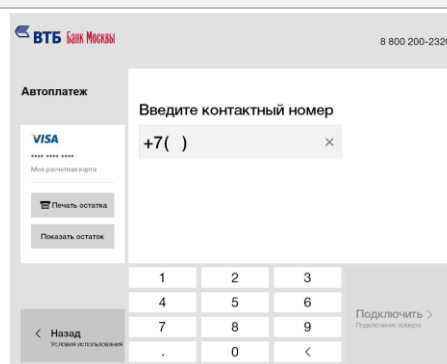 ВТБ Банк Москвы
8 800 200-2326
Автоплатеж
Введите контактный номер
VISA
+7( ) ×
**** **** ****
Моя расчетная карта
Печать остатка
Показать остаток
1 2 3
4 5 6
7 8 9
. 0 <
< Назад
Условия использования
Подключить >
Подключение номера